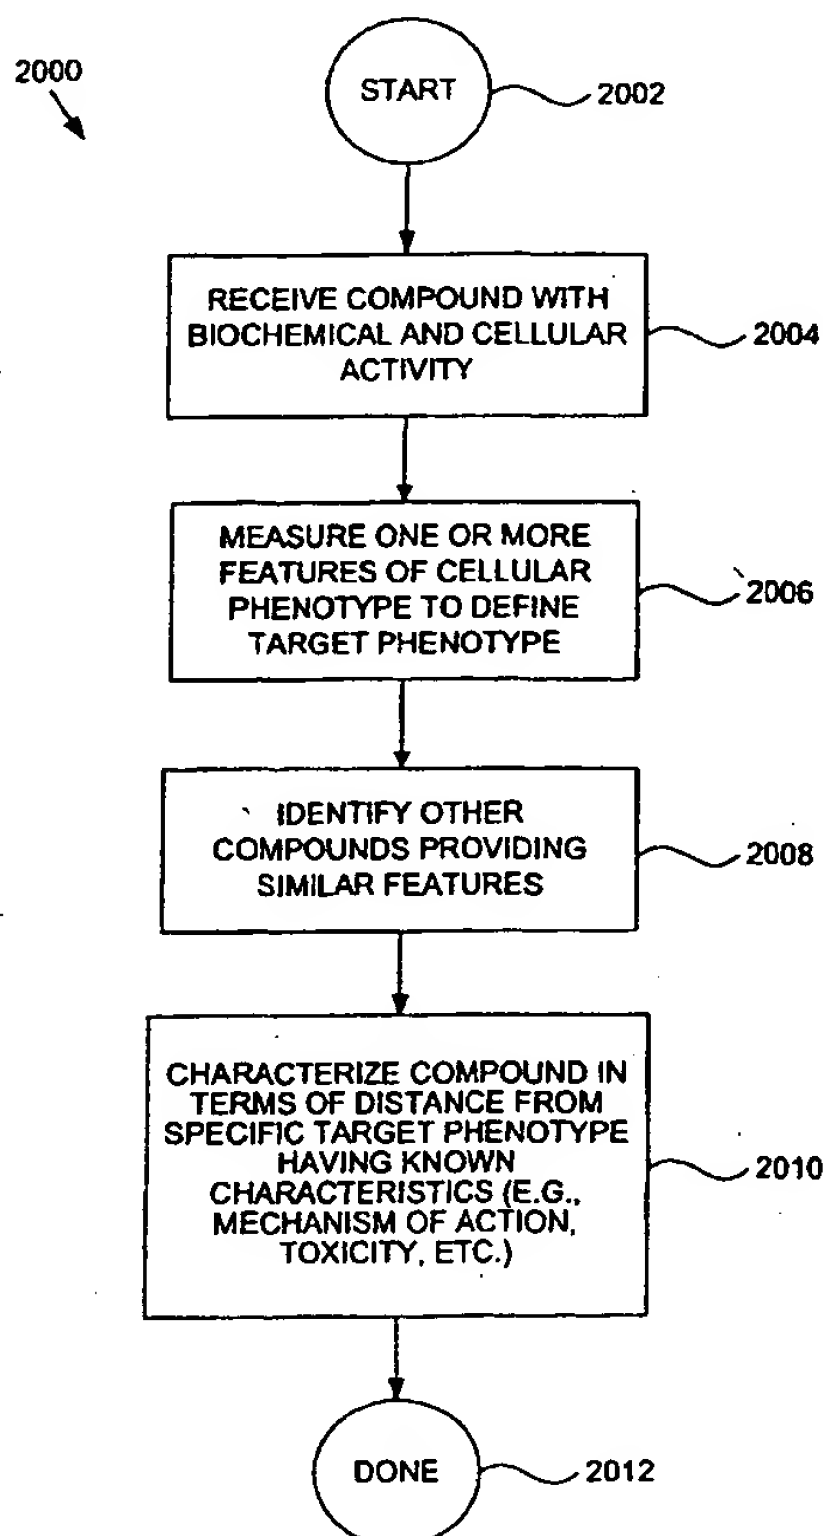 2000
START
2002
RECEIVE COMPOUND WITH
BIOCHEMICAL AND CELLULAR
ACTIVITY
2004
MEASURE ONE OR MORE
FEATURES OF CELLULAR
PHENOTYPE TO DEFINE
TARGET PHENOTYPE
2006
IDENTIFY OTHER
COMPOUNDS PROVIDING
SIMILAR FEATURES
2008
CHARACTERIZE COMPOUND IN
TERMS OF DISTANCE FROM
SPECIFIC TARGET PHENOTYPE
HAVING KNOWN
CHARACTERISTICS (E.G.,
MECHANISM OF ACTION,
TOXICITY, ETC.)
2010
DONE
2012